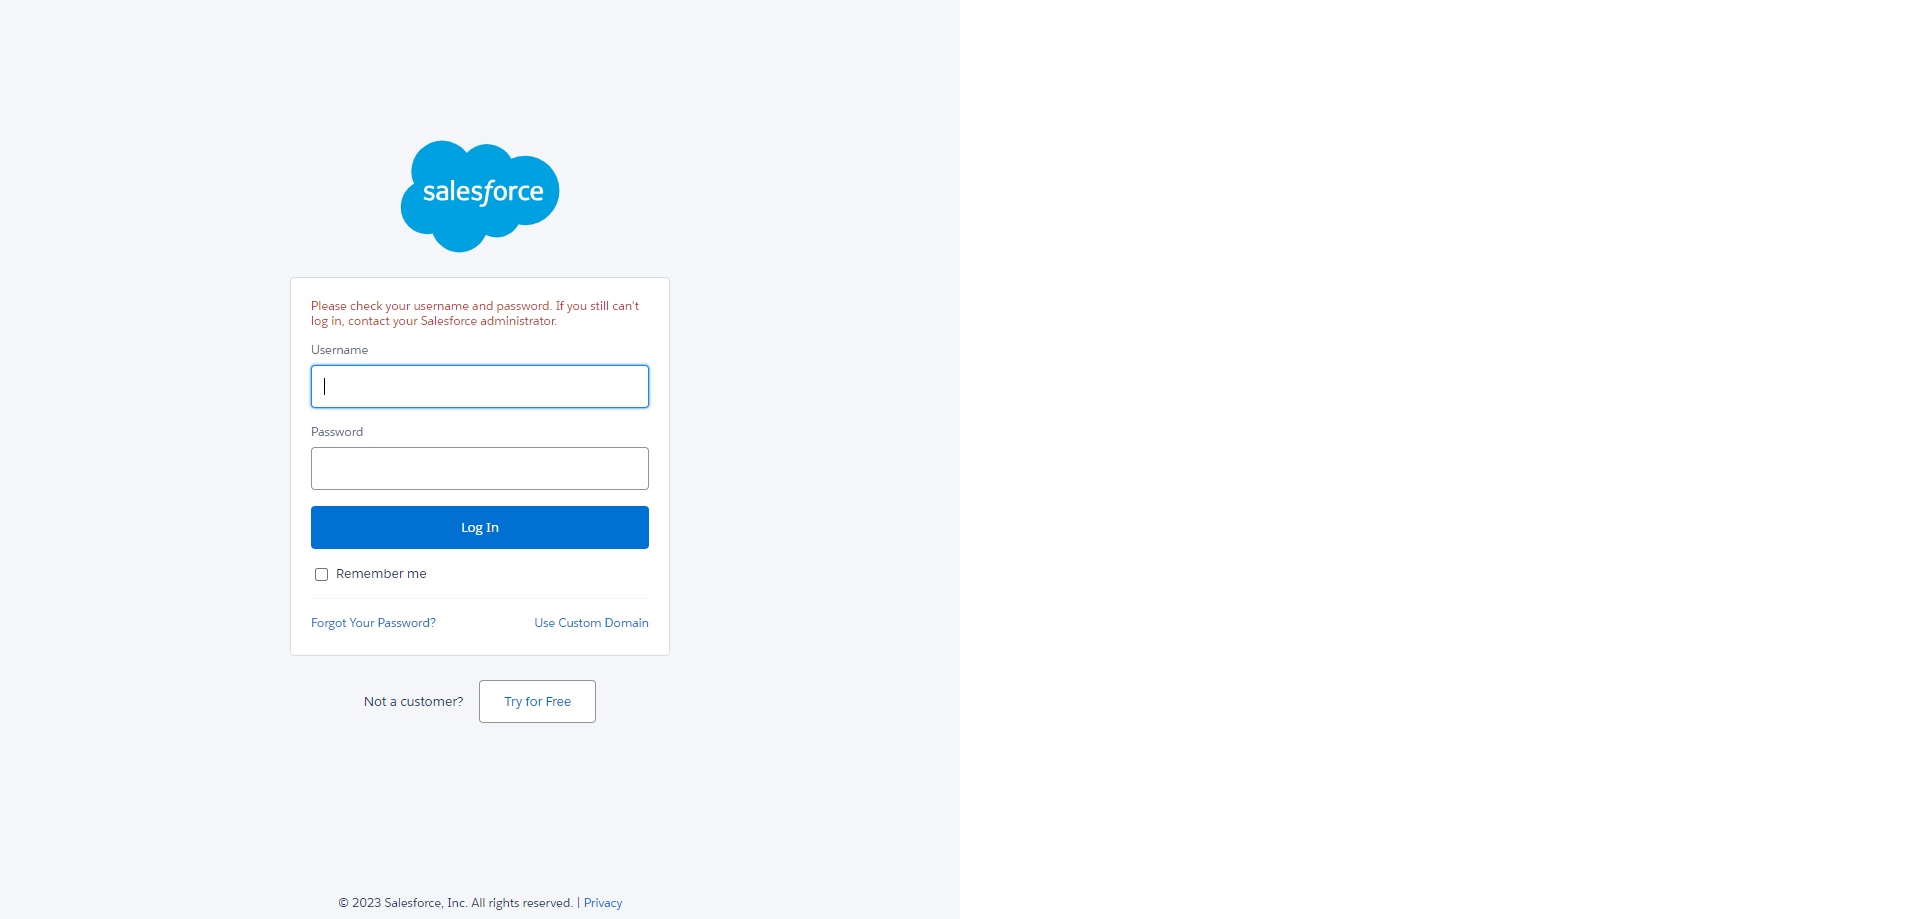 salesforce
Please check your username and password. If you still can't
log in, contact your Salesforce administrator.
Username
Password
Log In
Remember me
Forgot Your Password? Use Custom Domain
Not a customer? Try for Free
© 2023 Salesforce, Inc. All rights reserved. | Privacy